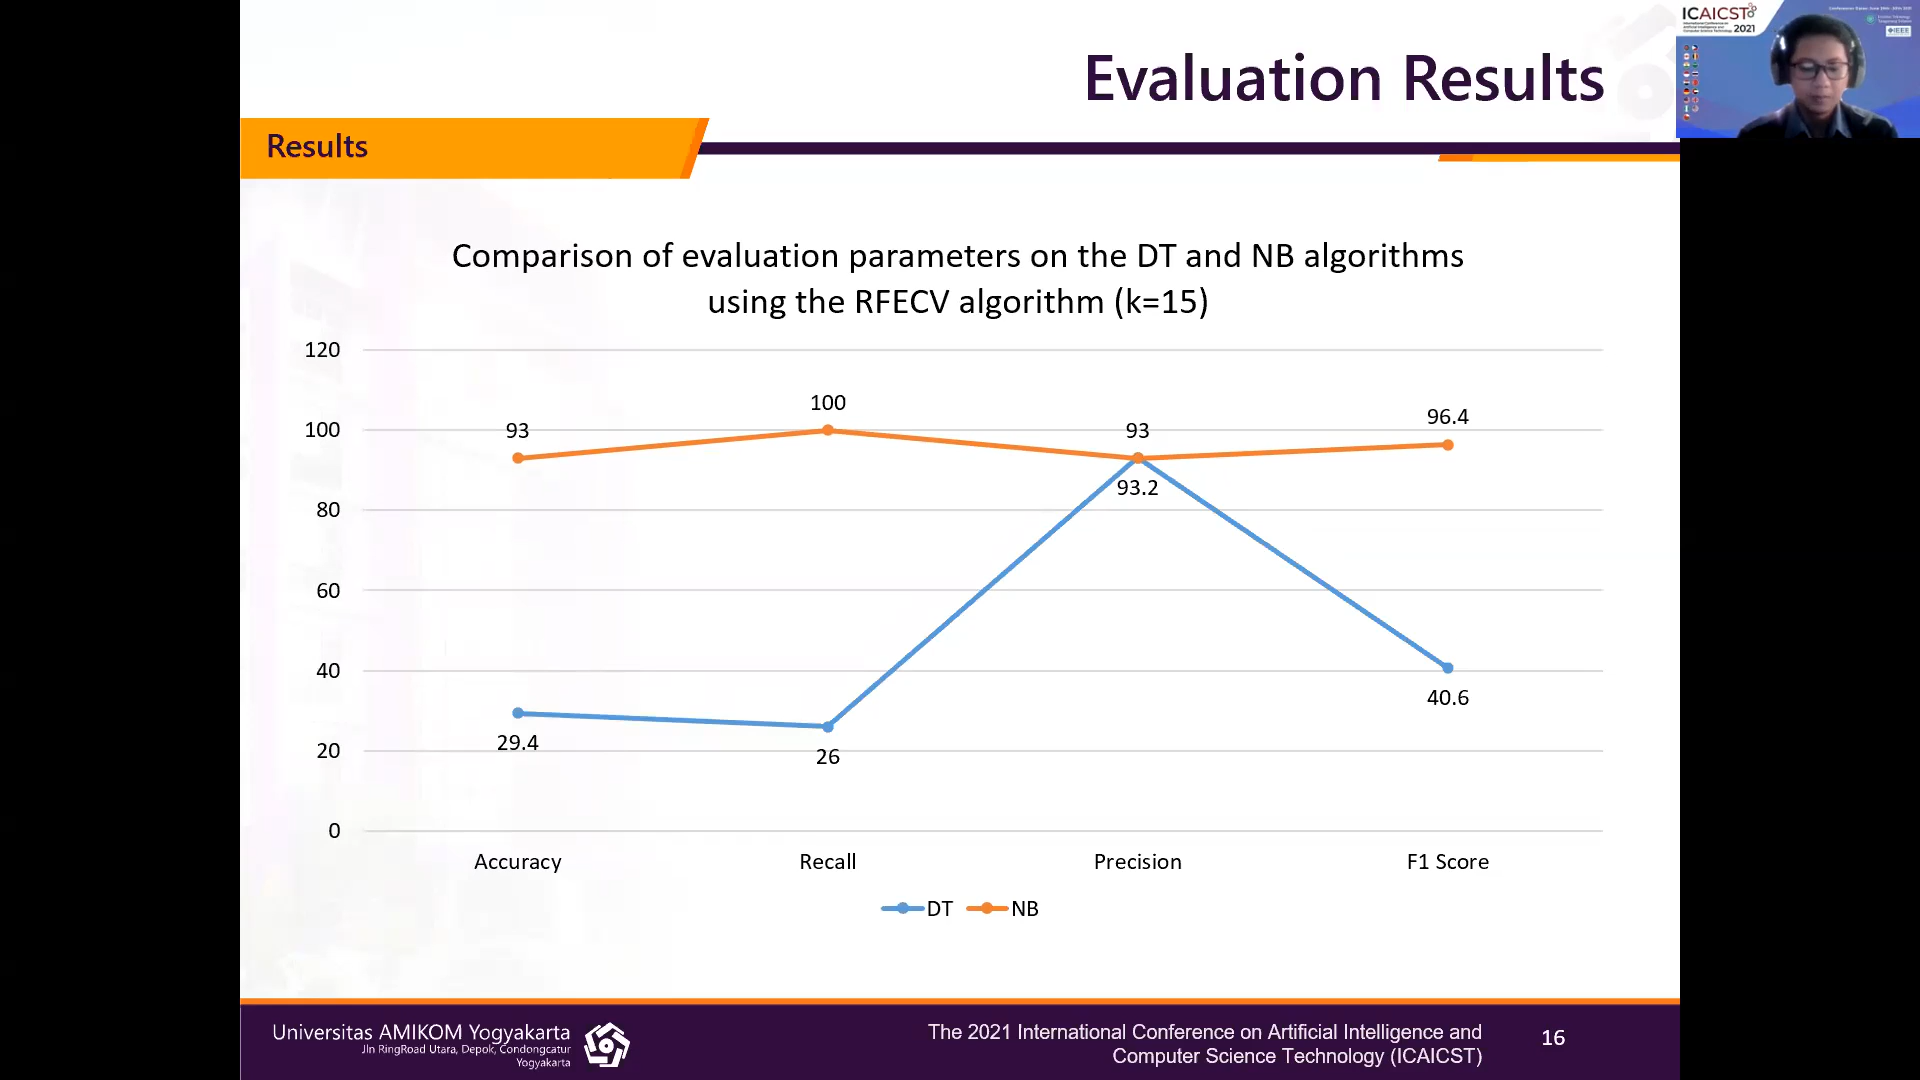 Evaluation Results
ICAICST
2021
IEEE
Results
Comparison of evaluation parameters on the DT and NB algorithms
using the RFECV algorithm (k=15)
120
100
80
60
40
20
0
93
100
93
96.4
93.2
29.4
26
40.6
Accuracy
Recall
Precision
F1 Score
DT
NB
Universitas AMIKOM Yogyakarta
Jln RingRoad Utara, Depok, Condongcatur
Yogyakarta
The 2021 International Conference on Artificial Intelligence and
Computer Science Technology (ICAICST)
16